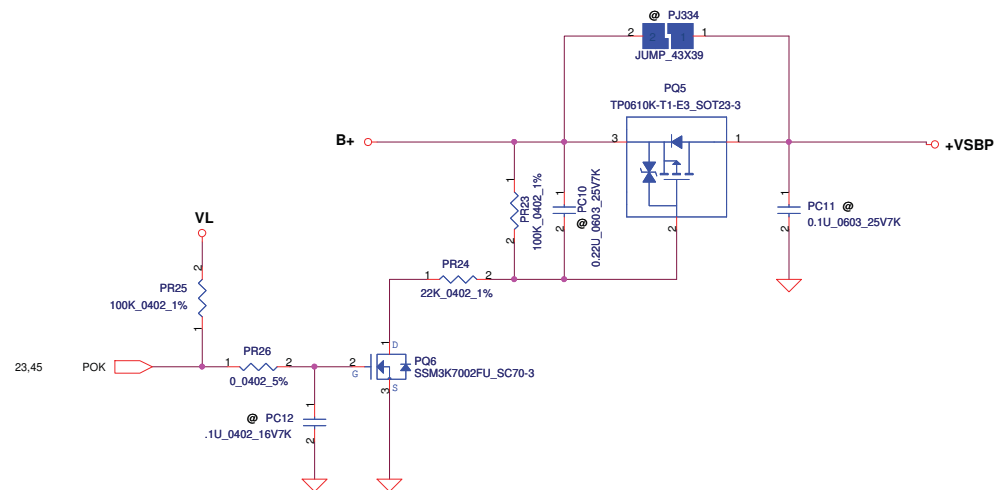 @ PJ334
2 2 1 1
JUMP_43X39
PQ5
TP0610K-T1-E3_SOT23-3
B+
3
1
+VSBP
1
PR23
100K_0402_1%
2
1
@ PC10
0.22U_0603_25V7K
2
2
1
PC11 @
0.1U_0603_25V7K
2
VL
2
PR25
100K_0402_1%
1
PR24
1 2
22K_0402_1%
23,45
POK
PR26
1 2
0_0402_5%
2
G
1
D
PQ6
SSM3K7002FU_SC70-3
3
S
1
@ PC12
.1U_0402_16V7K
2